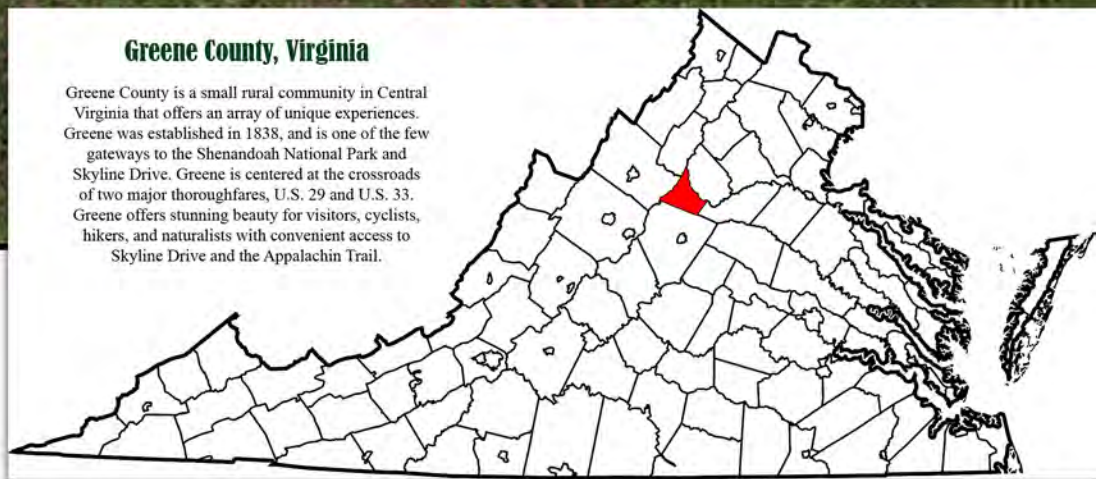 Greene County, Virginia
Greene County is a small rural community in Central
Virginia that offers an array of unique experiences.
Greene was established in 1838, and is one of the few
gateways to the Shenandoah National Park and
Skyline Drive. Greene is centered at the crossroads
of two major thoroughfares, U.S. 29 and U.S. 33.
Greene offers stunning beauty for visitors, cyclists,
hikers, and naturalists with convenient access to
Skyline Drive and the Appalachin Trail.